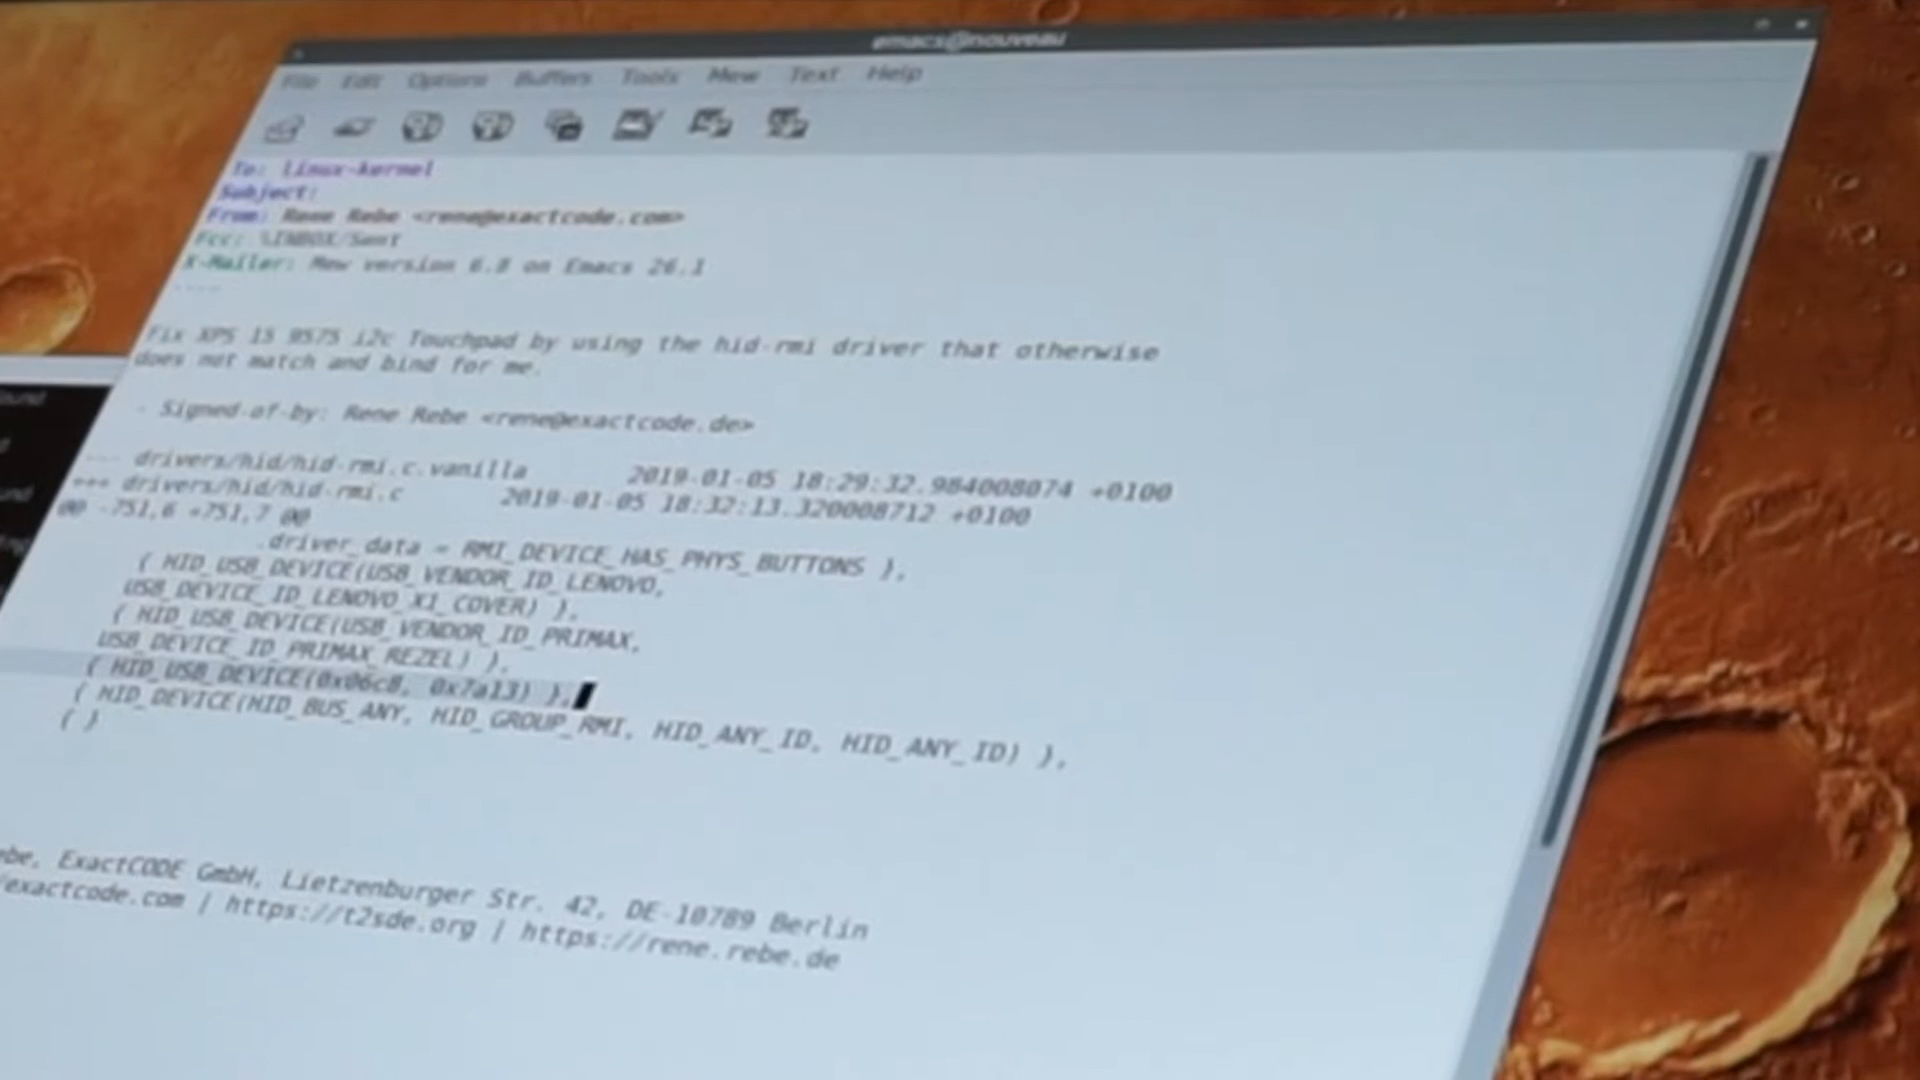 emacs@nouveau
File Edit Options Buffers Tools Mew Text Help
To: linux-kernel
Subject:
From: Rene Rebe <rene@exactcode.com>
Fcc: %INBOX/Sent
X-Mailer: Mew version 6.8 on Emacs 26.1
----
Fix XPS 15 9575 i2c Touchpad by using the hid-rmi driver that otherwise
does not match and bind for me.
- Signed-of-by: Rene Rebe <rene@exactcode.de>
--- drivers/hid/hid-rmi.c.vanilla 2019-01-05 18:29:32.984008074 +0100
+++ drivers/hid/hid-rmi.c 2019-01-05 18:32:13.320008712 +0100
@@ -751,6 +751,7 @@
.driver_data = RMI_DEVICE_HAS_PHYS_BUTTONS },
{ HID_USB_DEVICE(USB_VENDOR_ID_LENOVO,
USB_DEVICE_ID_LENOVO_X1_COVER) },
{ HID_USB_DEVICE(USB_VENDOR_ID_PRIMAX,
USB_DEVICE_ID_PRIMAX_REZEL) },
{ HID_USB_DEVICE(0x06c8, 0x7a13) },
{ HID_DEVICE(HID_BUS_ANY, HID_GROUP_RMI, HID_ANY_ID, HID_ANY_ID) },
{ }
ebe, ExactCODE GmbH, Lietzenburger Str. 42, DE-10789 Berlin
/exactcode.com | https://t2sde.org | https://rene.rebe.de